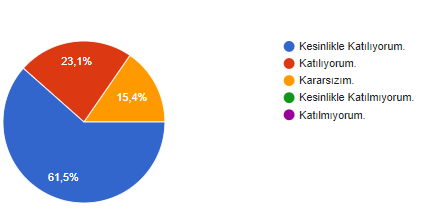 23,1%
15,4%
61,5%
Kesinlikle Katılıyorum.
Katılıyorum.
Kararsızım.
Kesinlikle Katılmıyorum.
Katılmıyorum.